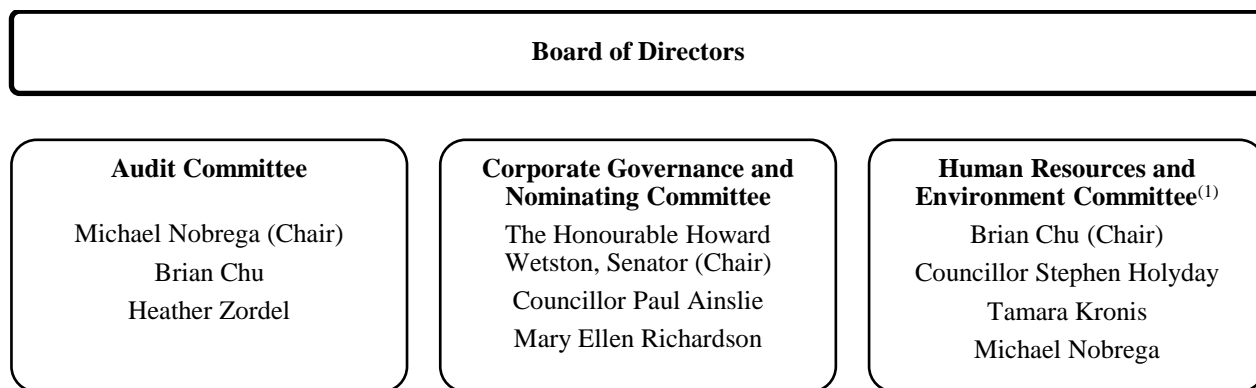 Board of Directors
Audit Committee
Michael Nobrega (Chair)
Brian Chu
Heather Zordel
Corporate Governance and
Nominating Committee
The Honourable Howard
Wetston, Senator (Chair)
Councillor Paul Ainslie
Mary Ellen Richardson
Human Resources and
Environment Committee(1)
Brian Chu (Chair)
Councillor Stephen Holyday
Tamara Kronis
Michael Nobrega